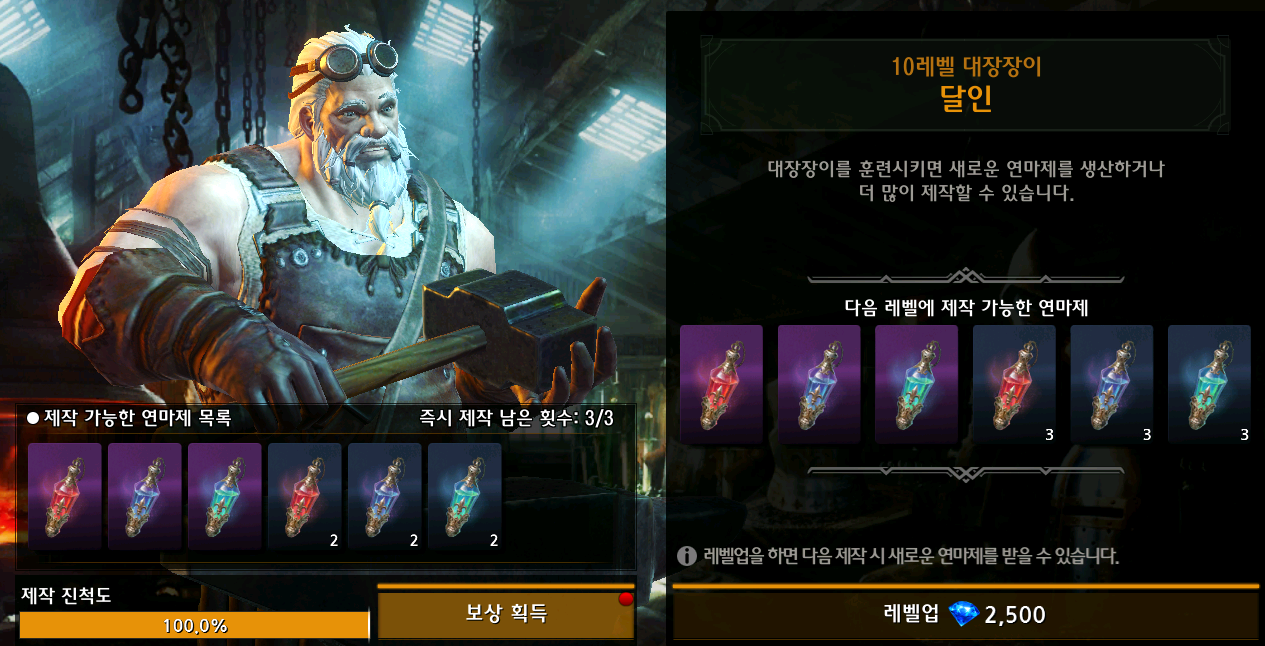 10레벨 대장장이
달인
대장장이를 훈련시키면 새로운 연마제를 생산하거나
더 많이 제작할 수 있습니다.
다음 레벨에 제작 가능한 연마제
3
3
3
레벨업을 하면 다음 제작 시 새로운 연마제를 받을 수 있습니다.
레벨업 2,500
제작 가능한 연마제 목록
즉시 제작 남은 횟수: 3/3
2
2
2
제작 진척도
100.0%
보상 획득